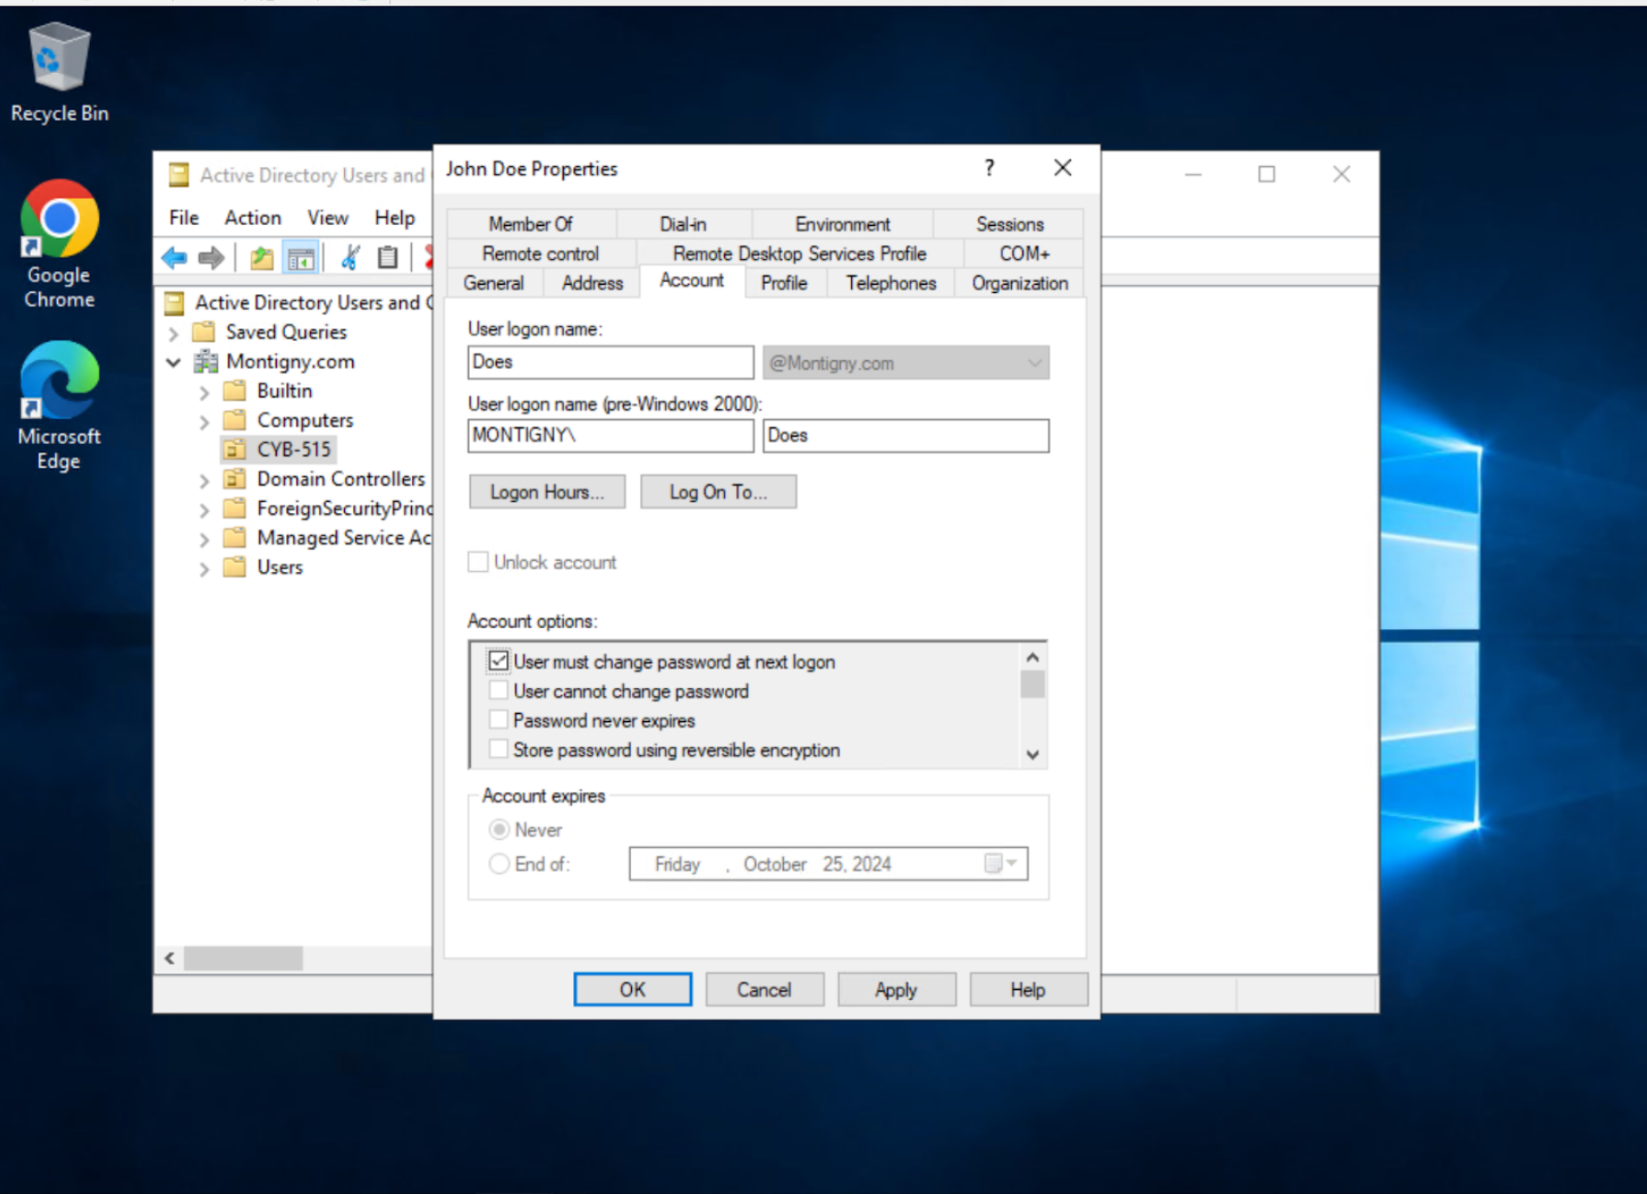 Recycle Bin
Google
Chrome
Microsoft
Edge
Active Directory Users and
File Action View Help
Active Directory Users and C
Saved Queries
Montigny.com
Builtin
Computers
CYB-515
Domain Controllers
ForeignSecurityPrinc
Managed Service Ac
Users
John Doe Properties
Member Of Dial-in Environment Sessions
Remote control Remote Desktop Services Profile COM+
General Address Account Profile Telephones Organization
User logon name:
Does @Montigny.com
User logon name (pre-Windows 2000):
MONTIGNY\ Does
Logon Hours... Log On To...
Unlock account
Account options:
User must change password at next logon
User cannot change password
Password never expires
Store password using reversible encryption
Account expires
Never
End of: Friday , October 25, 2024
OK Cancel Apply Help